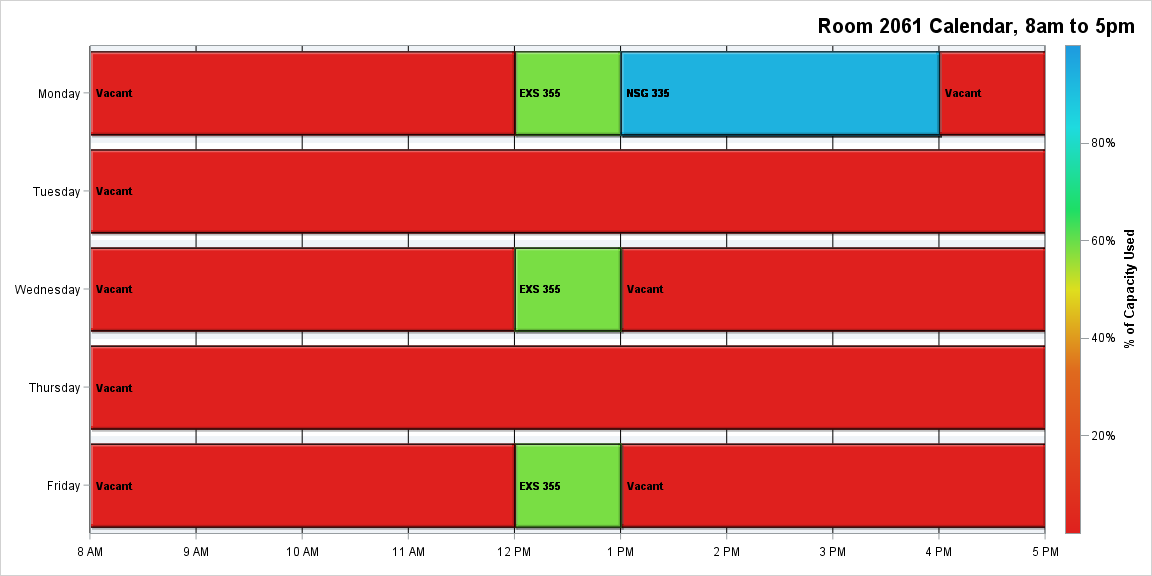 Room 2061 Calendar, 8am to 5pm
Monday Vacant EXS 355 NSG 335 Vacant
80%
Tuesday Vacant
60%
Wednesday Vacant EXS 355 Vacant
% of Capacity Used
40%
Thursday Vacant
20%
Friday Vacant EXS 355 Vacant
8 AM 9 AM 10 AM 11 AM 12 PM 1 PM 2 PM 3 PM 4 PM 5 PM